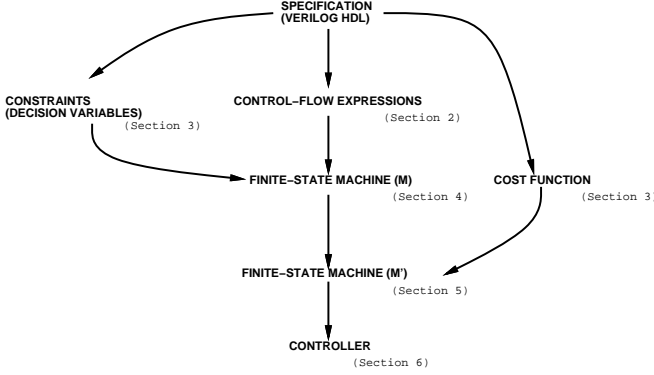 SPECIFICATION
(VERILOG HDL)
CONSTRAINTS
(DECISION VARIABLES)
(Section 3)
CONTROL−FLOW EXPRESSIONS
(Section 2)
FINITE−STATE MACHINE (M)
(Section 4)
COST FUNCTION
(Section 3)
FINITE−STATE MACHINE (M')
(Section 5)
CONTROLLER
(Section 6)